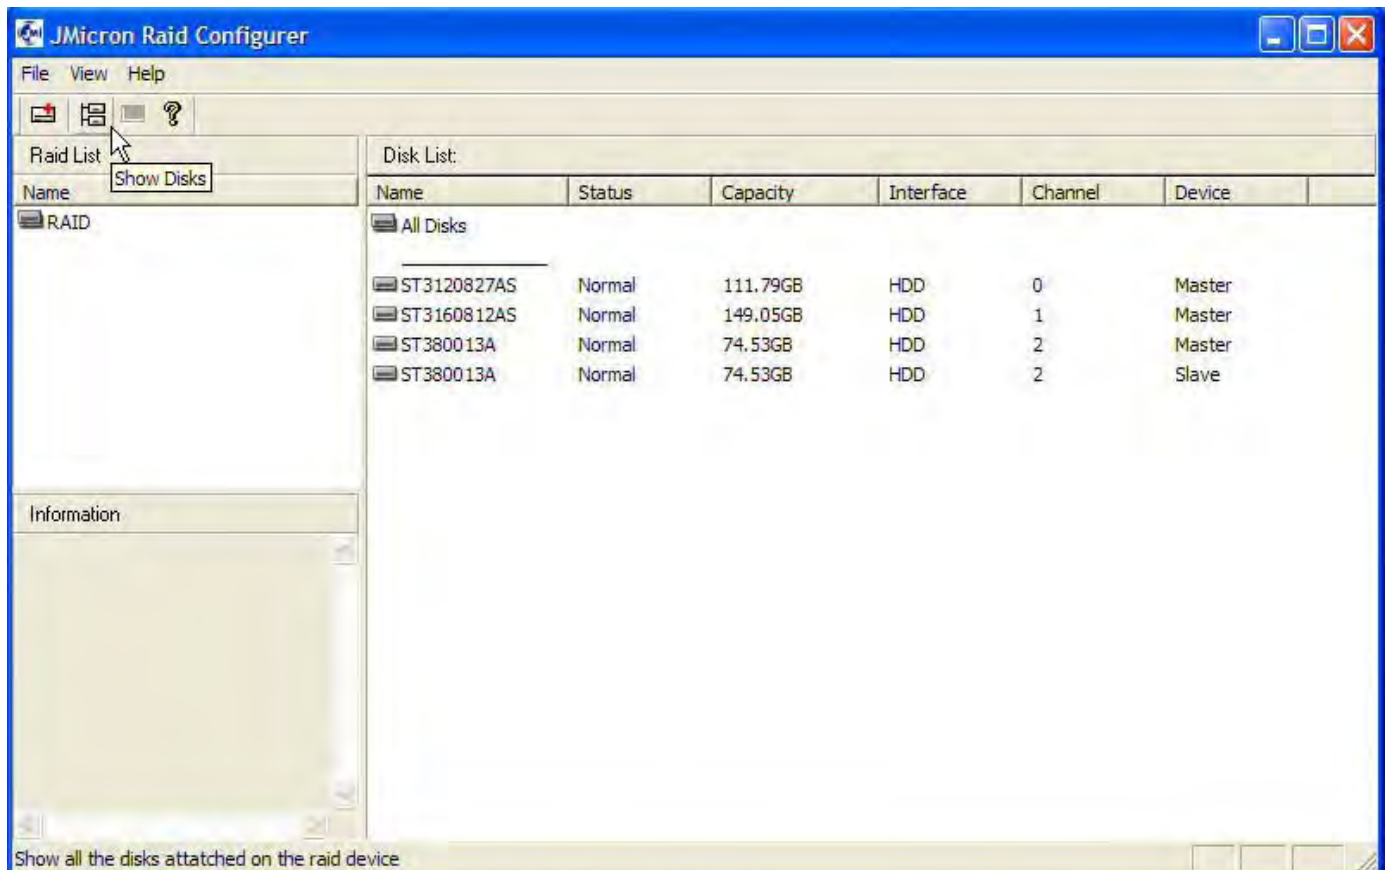 JMicron Raid Configurer
File View Help
Raid List
Show Disks
Name
RAID
Disk List:
Name Status Capacity Interface Channel Device
All Disks
ST3120827AS Normal 111.79GB HDD 0 Master
ST3160812AS Normal 149.05GB HDD 1 Master
ST380013A Normal 74.53GB HDD 2 Master
ST380013A Normal 74.53GB HDD 2 Slave
Information
Show all the disks attatched on the raid device